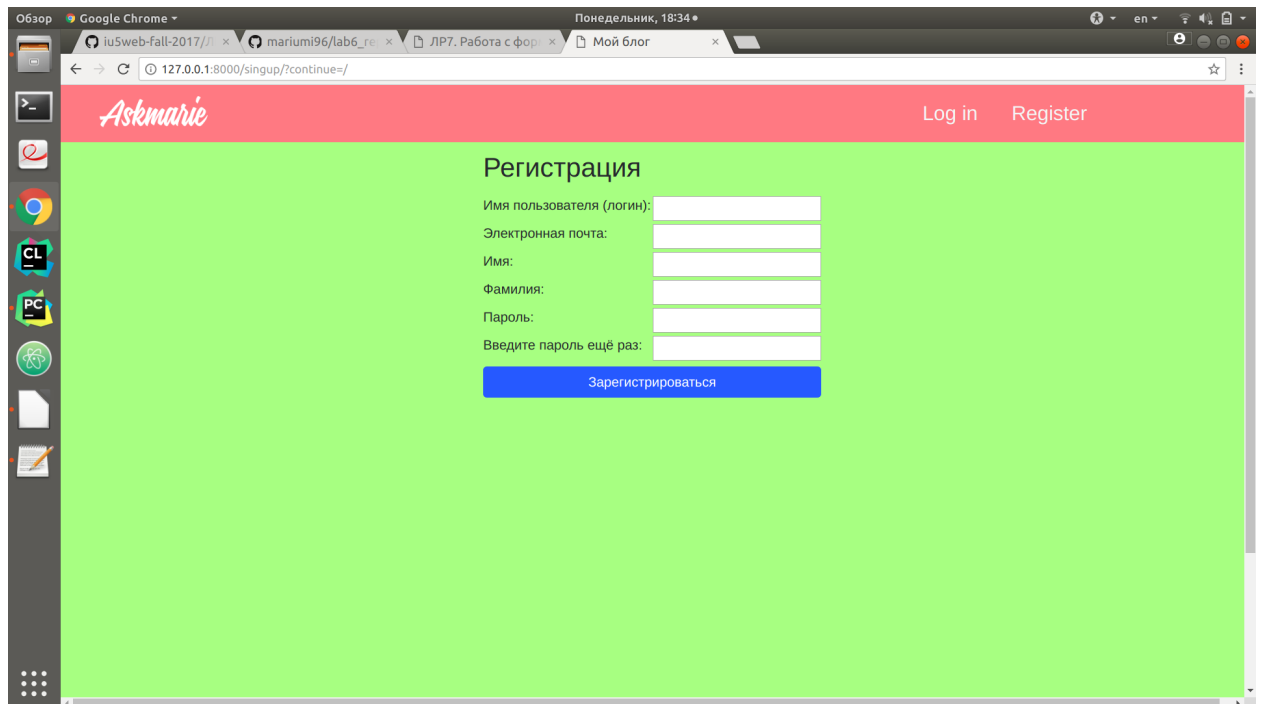 Обзор Google Chrome Понедельник, 18:34 en
iu5web-fall-2017/Л mariumi96/lab6_re ЛР7. Работа с фор Мой блог
127.0.0.1:8000/singup/?continue=/
Askmarie Log in Register
Регистрация
Имя пользователя (логин):
Электронная почта:
Имя:
Фамилия:
Пароль:
Введите пароль ещё раз:
Зарегистрироваться
CL
PC